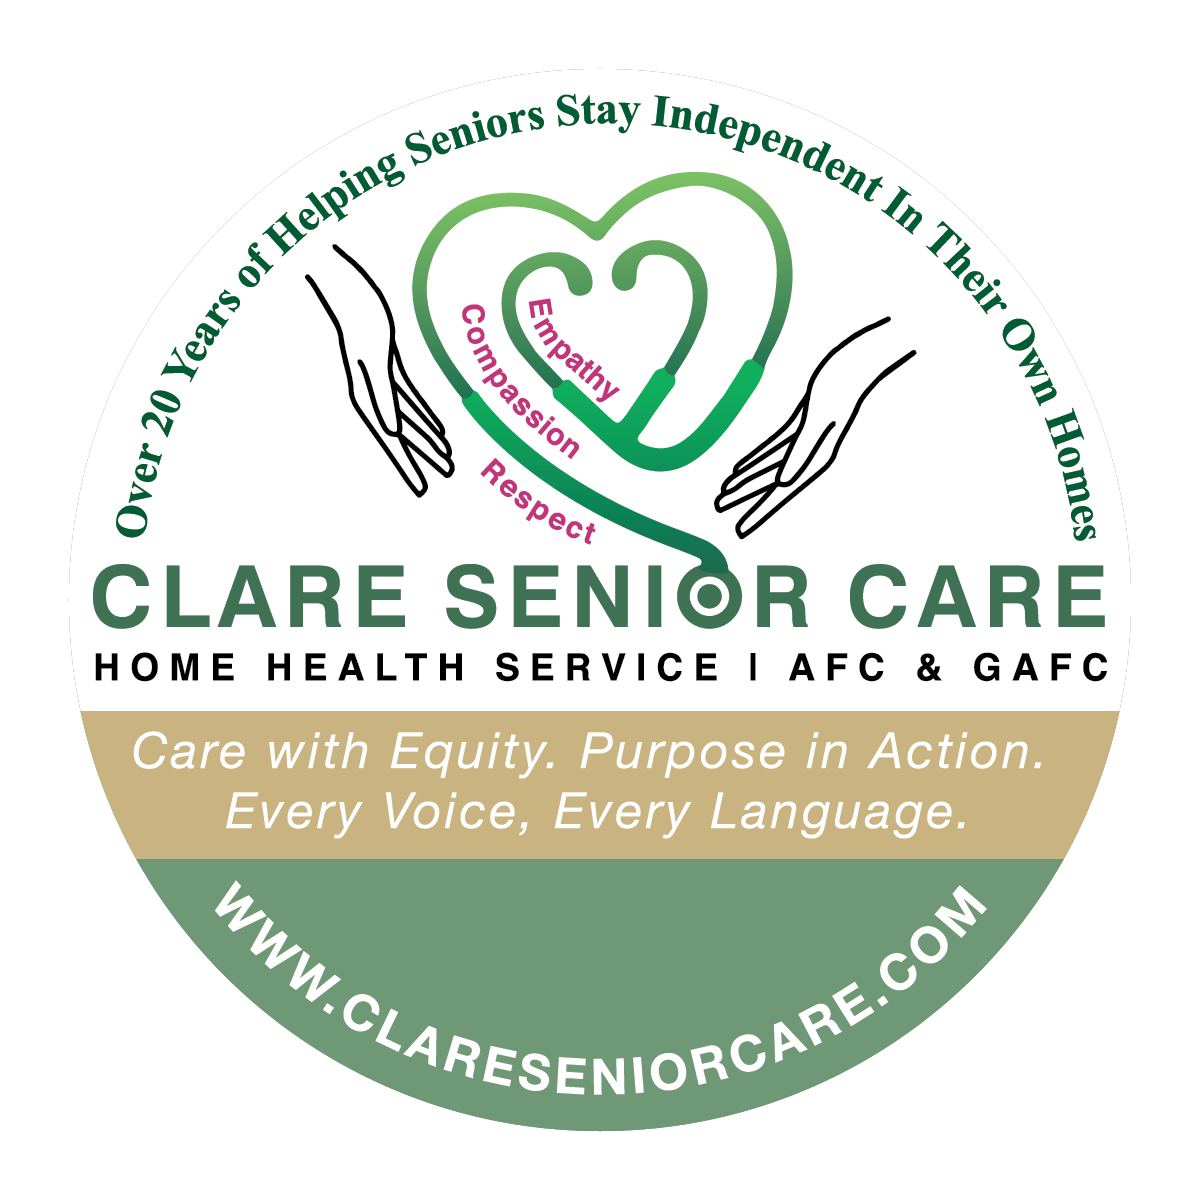 Over 20 Years of Helping Seniors Stay Independent In Their Own Homes
Empathy
Compassion
Respect
CLARE SENIOR CARE
HOME HEALTH SERVICE | AFC & GAFC
Care with Equity. Purpose in Action.
Every Voice, Every Language.
WWW.CLARESENIORCARE.COM